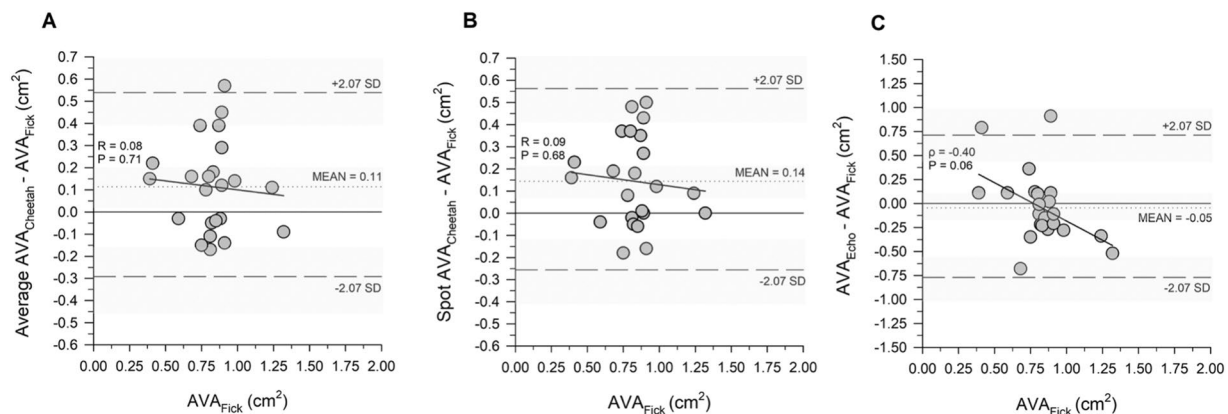 A
B
C
0.7
0.6
0.5
0.4
0.3
0.2
0.1
0.0
-0.1
-0.2
-0.3
-0.4
-0.5
-0.6
Average AVACheetah - AVAFick (cm2)
+2.07 SD
R = 0.08
P = 0.71
MEAN = 0.11
-2.07 SD
0.00 0.25 0.50 0.75 1.00 1.25 1.50 1.75 2.00
AVAFick (cm2)
0.7
0.6
0.5
0.4
0.3
0.2
0.1
0.0
-0.1
-0.2
-0.3
-0.4
-0.5
-0.6
Spot AVACheetah - AVAFick (cm2)
+2.07 SD
R = 0.09
P = 0.68
MEAN = 0.14
-2.07 SD
0.00 0.25 0.50 0.75 1.00 1.25 1.50 1.75 2.00
AVAFick (cm2)
1.50
1.25
1.00
0.75
0.50
0.25
0.00
-0.25
-0.50
-0.75
-1.00
-1.25
-1.50
AVAEcho - AVAFick (cm2)
+2.07 SD
ρ = -0.40
P = 0.06
MEAN = -0.05
-2.07 SD
0.00 0.25 0.50 0.75 1.00 1.25 1.50 1.75 2.00
AVAFick (cm2)